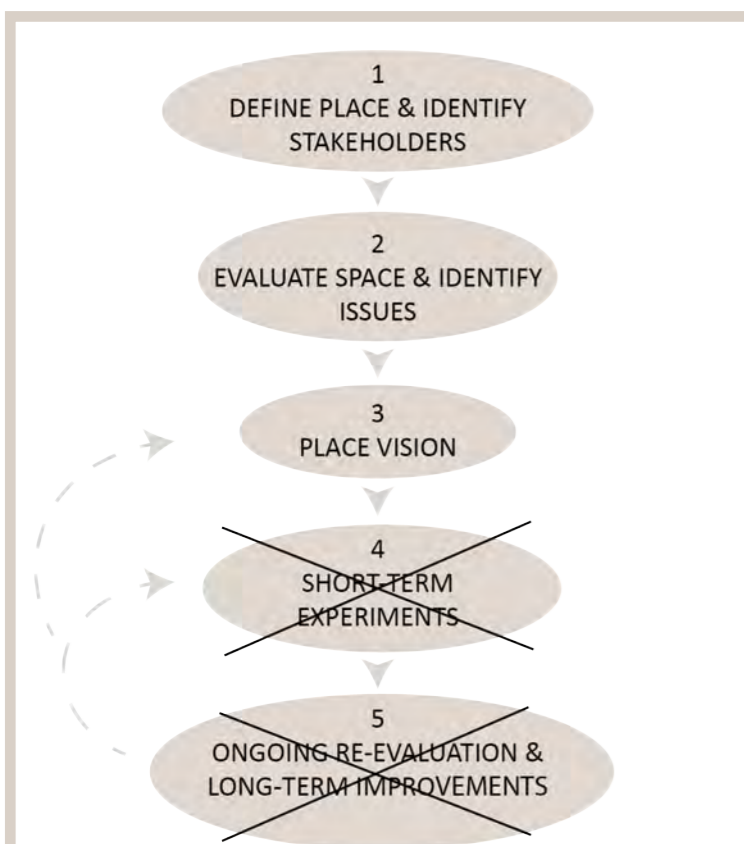 1
DEFINE PLACE & IDENTIFY
STAKEHOLDERS
2
EVALUATE SPACE & IDENTIFY
ISSUES
3
PLACE VISION
4
SHORT-TERM
EXPERIMENTS
5
ONGOING RE-EVALUATION &
LONG-TERM IMPROVEMENTS